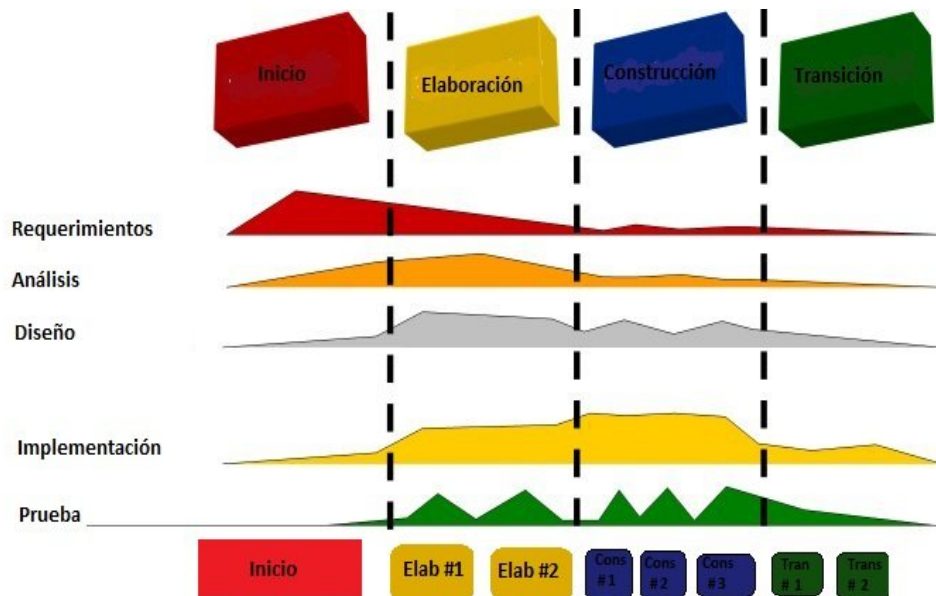 Inicio
Elaboración
Construcción
Transición
Requerimientos
Análisis
Diseño
Implementación
Prueba
Inicio
Elab #1
Elab #2
Cons
#1
Cons
#2
Cons
#3
Tran
#1
Trans
#2